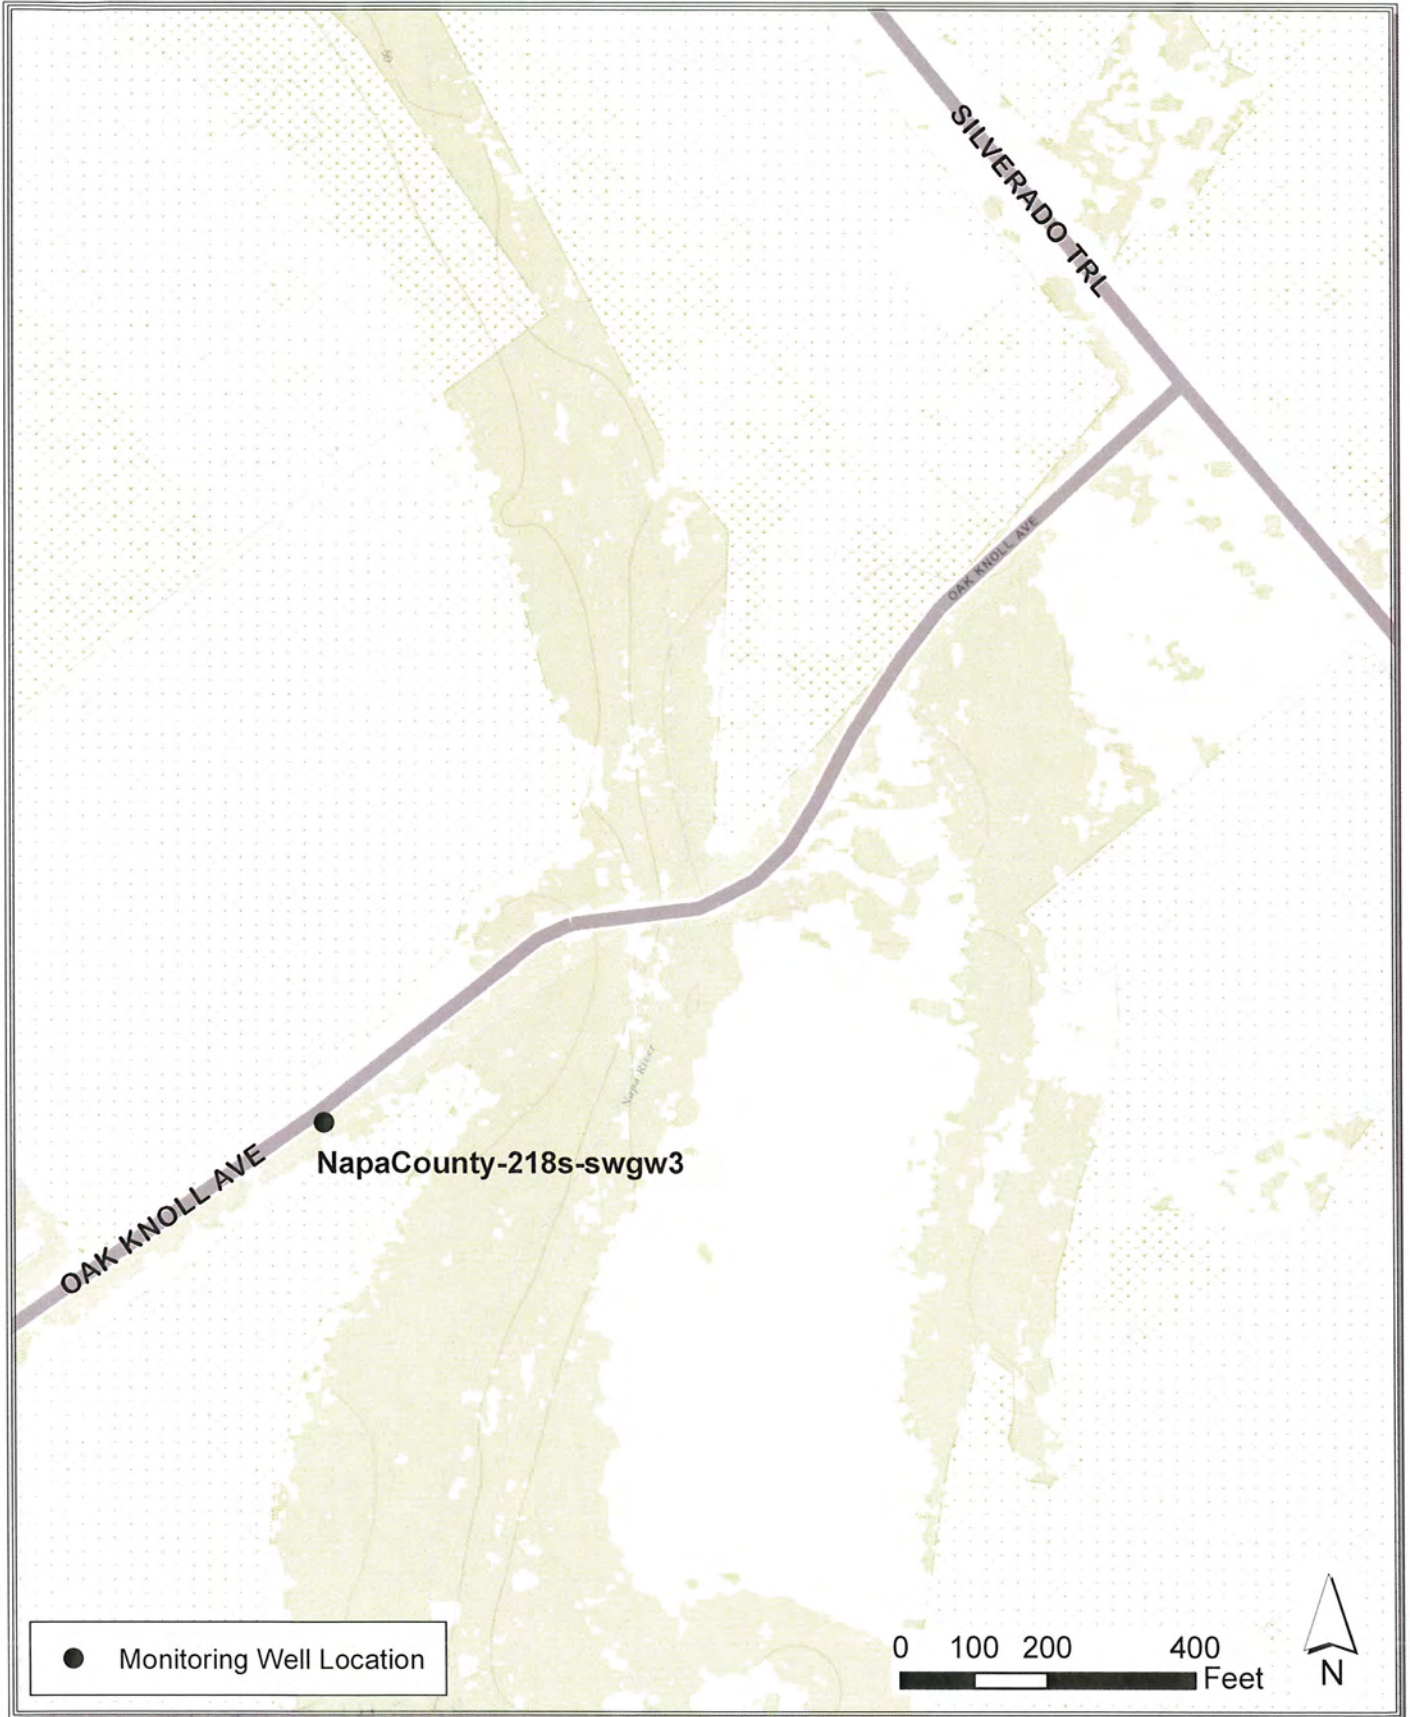 50
SILVERADO TRL
OAK KNOLL AVE
Napa River
NapaCounty-218s-swgw3
OAK KNOLL AVE
Monitoring Well Location
0 100 200 400
Feet
N